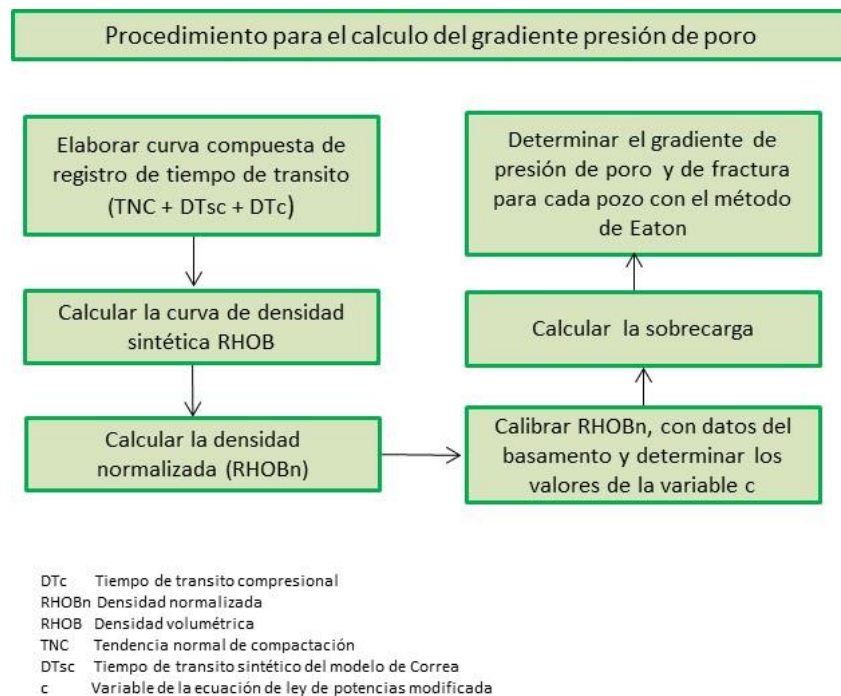 Procedimiento para el calculo del gradiente presión de poro
Elaborar curva compuesta de
registro de tiempo de transito
(TNC + DTsc + DTc)
Calcular la curva de densidad
sintética RHOB
Calcular la densidad
normalizada (RHOBn)
Calibrar RHOBn, con datos del
basamento y determinar los
valores de la variable c
Calcular la sobrecarga
Determinar el gradiente de
presión de poro y de fractura
para cada pozo con el método
de Eaton
DTc Tiempo de transito compresional
RHOBn Densidad normalizada
RHOB Densidad volumétrica
TNC Tendencia normal de compactación
DTsc Tiempo de transito sintético del modelo de Correa
c Variable de la ecuación de ley de potencias modificada